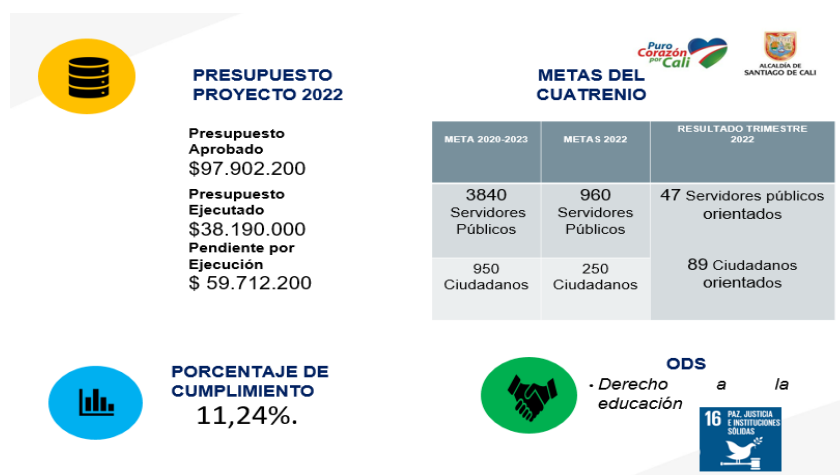 PRESUPUESTO
PROYECTO 2022
Presupuesto
Aprobado
$97.902.200
Presupuesto
Ejecutado
$38.190.000
Pendiente por
Ejecución
$ 59.712.200
METAS DEL
CUATRENIO
Puro
Corazón
por Cali
ALCALDÍA DE
SANTIAGO DE CALI
META 2020-2023
METAS 2022
RESULTADO TRIMESTRE
2022
3840
Servidores
Públicos
960
Servidores
Públicos
47 Servidores públicos
orientados
950
Ciudadanos
250
Ciudadanos
89 Ciudadanos
orientados
PORCENTAJE DE
CUMPLIMIENTO
11,24%.
ODS
• Derecho a la
educación
16 PAZ, JUSTICIA
E INSTITUCIONES
SÓLIDAS